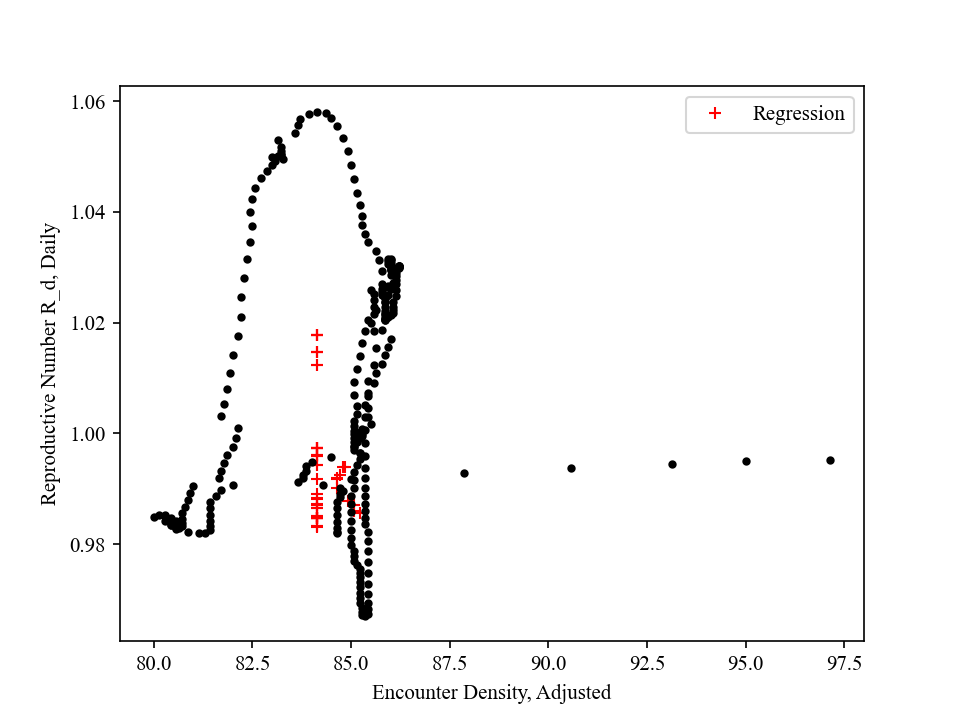 Regression
1.06
1.04
1.02
1.00
0.98
Reproductive Number R_d, Daily
80.0 82.5 85.0 87.5 90.0 92.5 95.0 97.5
Encounter Density, Adjusted